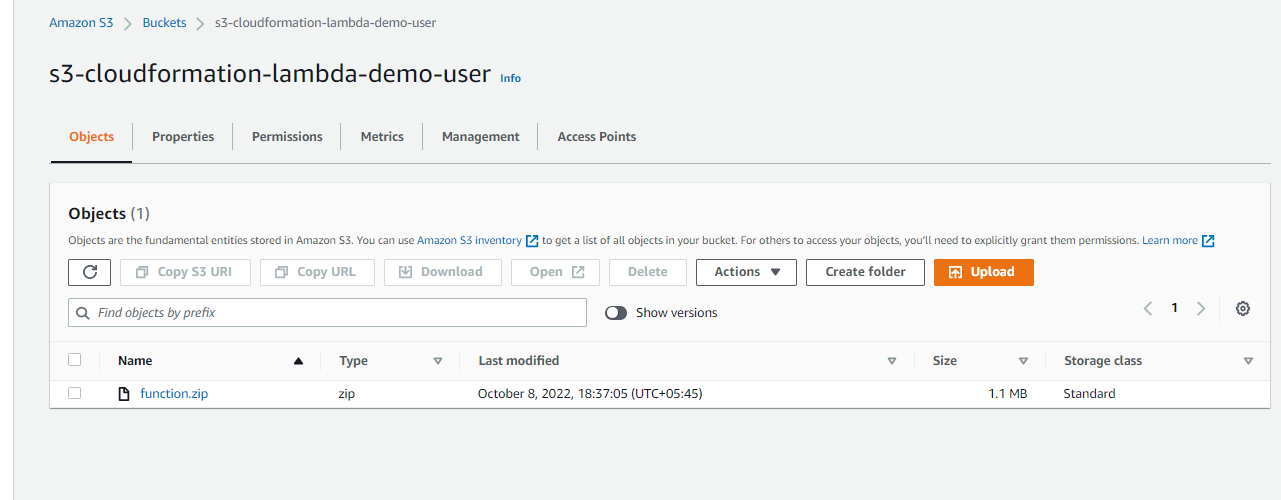 Amazon S3 > Buckets > s3-cloudformation-lambda-demo-user
s3-cloudformation-lambda-demo-user Info
Objects Properties Permissions Metrics Management Access Points
Objects (1)
Objects are the fundamental entities stored in Amazon S3. You can use Amazon S3 inventory to get a list of all objects in your bucket. For others to access your objects, you'll need to explicitly grant them permissions. Learn more
Copy S3 URI Copy URL Download Open Delete Actions Create folder Upload
Find objects by prefix Show versions 1
Name Type Last modified Size Storage class
function.zip zip October 8, 2022, 18:37:05 (UTC+05:45) 1.1 MB Standard